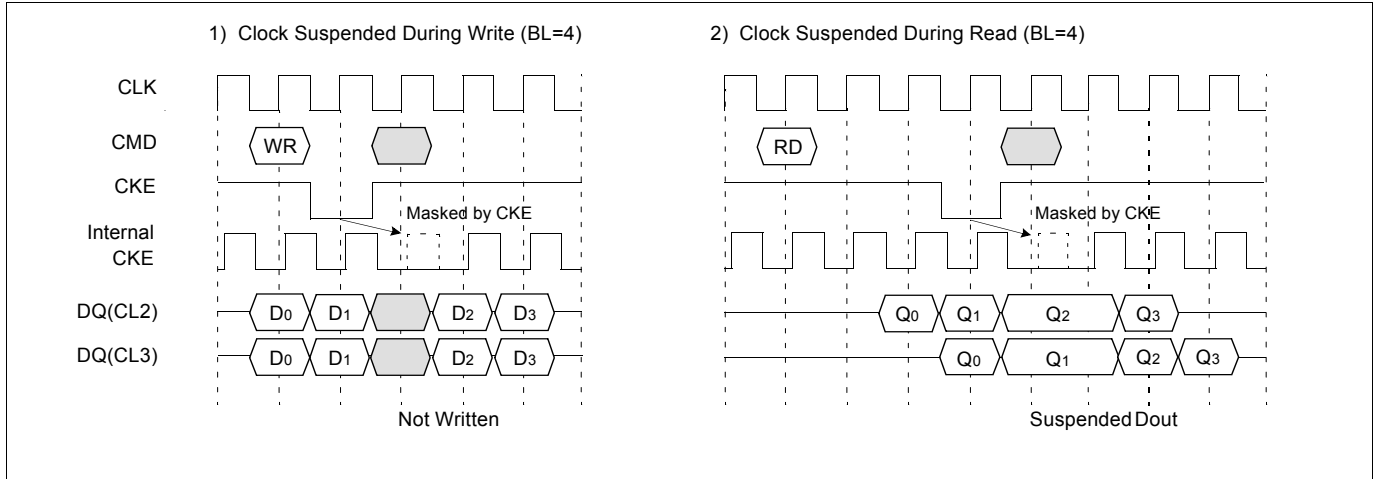 1) Clock Suspended During Write (BL=4)
2) Clock Suspended During Read (BL=4)
CLK
CMD
WR
RD
CKE
Masked by CKE
Masked by CKE
Internal
CKE
DQ(CL2)
D0 D1 D2 D3
Q0 Q1 Q2 Q3
DQ(CL3)
D0 D1 D2 D3
Q0 Q1 Q2 Q3
Not Written
Suspended Dout